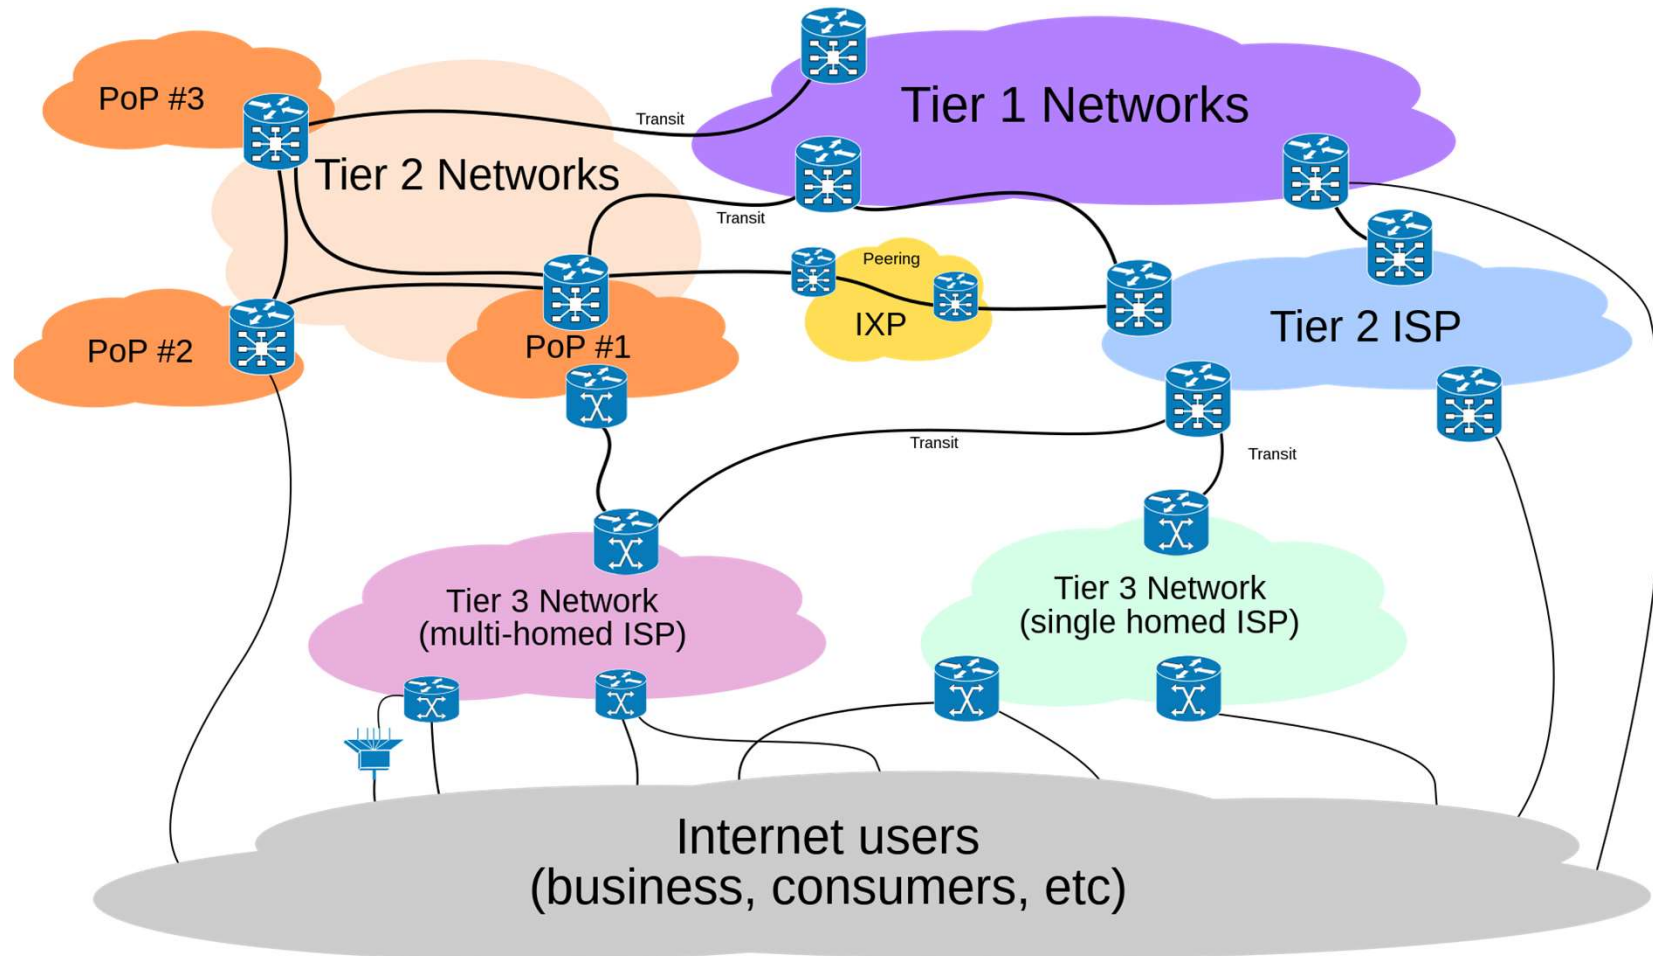 PoP #3
Transit
Tier 1 Networks
Tier 2 Networks
Transit
Peering
IXP
Tier 2 ISP
PoP #2
PoP #1
Transit
Transit
Tier 3 Network
(multi-homed ISP)
Tier 3 Network
(single homed ISP)
Internet users
(business, consumers, etc)